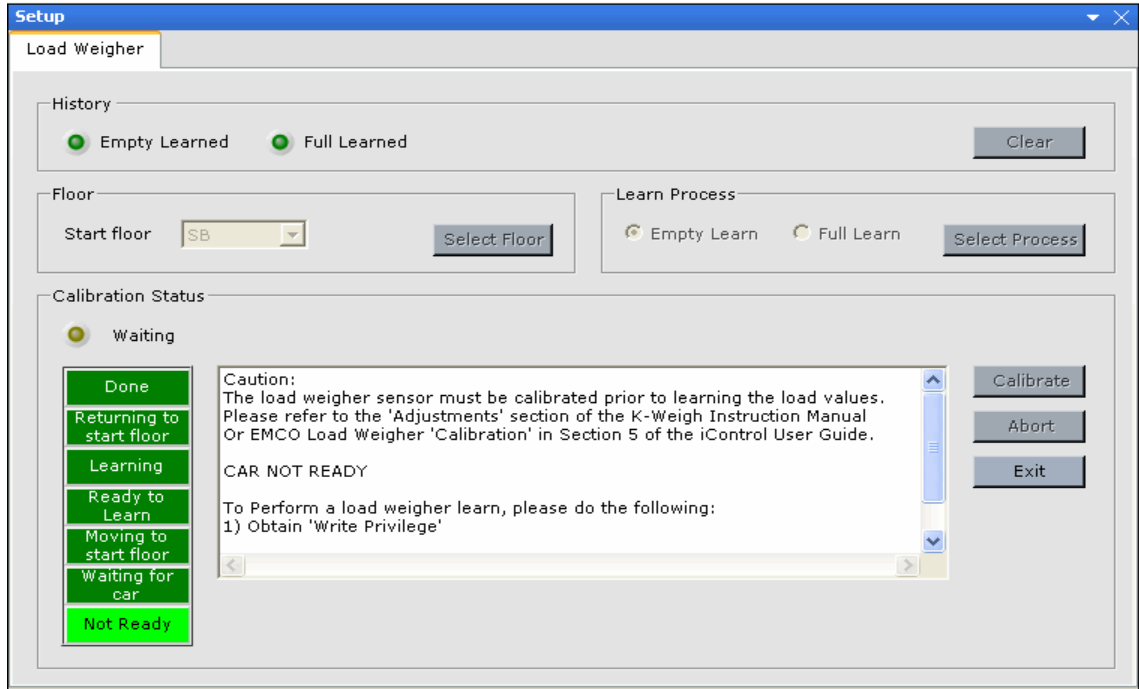 Setup
Load Weigher
History
Empty Learned
Full Learned
Clear
Floor
Start floor
SB
Select Floor
Learn Process
Empty Learn
Full Learn
Select Process
Calibration Status
Waiting
Done
Returning to
start floor
Learning
Ready to
Learn
Moving to
start floor
Waiting for
car
Not Ready
Caution:
The load weigher sensor must be calibrated prior to learning the load values.
Please refer to the 'Adjustments' section of the K-Weigh Instruction Manual
Or EMCO Load Weigher 'Calibration' in Section 5 of the iControl User Guide.
CAR NOT READY
To Perform a load weigher learn, please do the following:
1) Obtain 'Write Privilege'
Calibrate
Abort
Exit